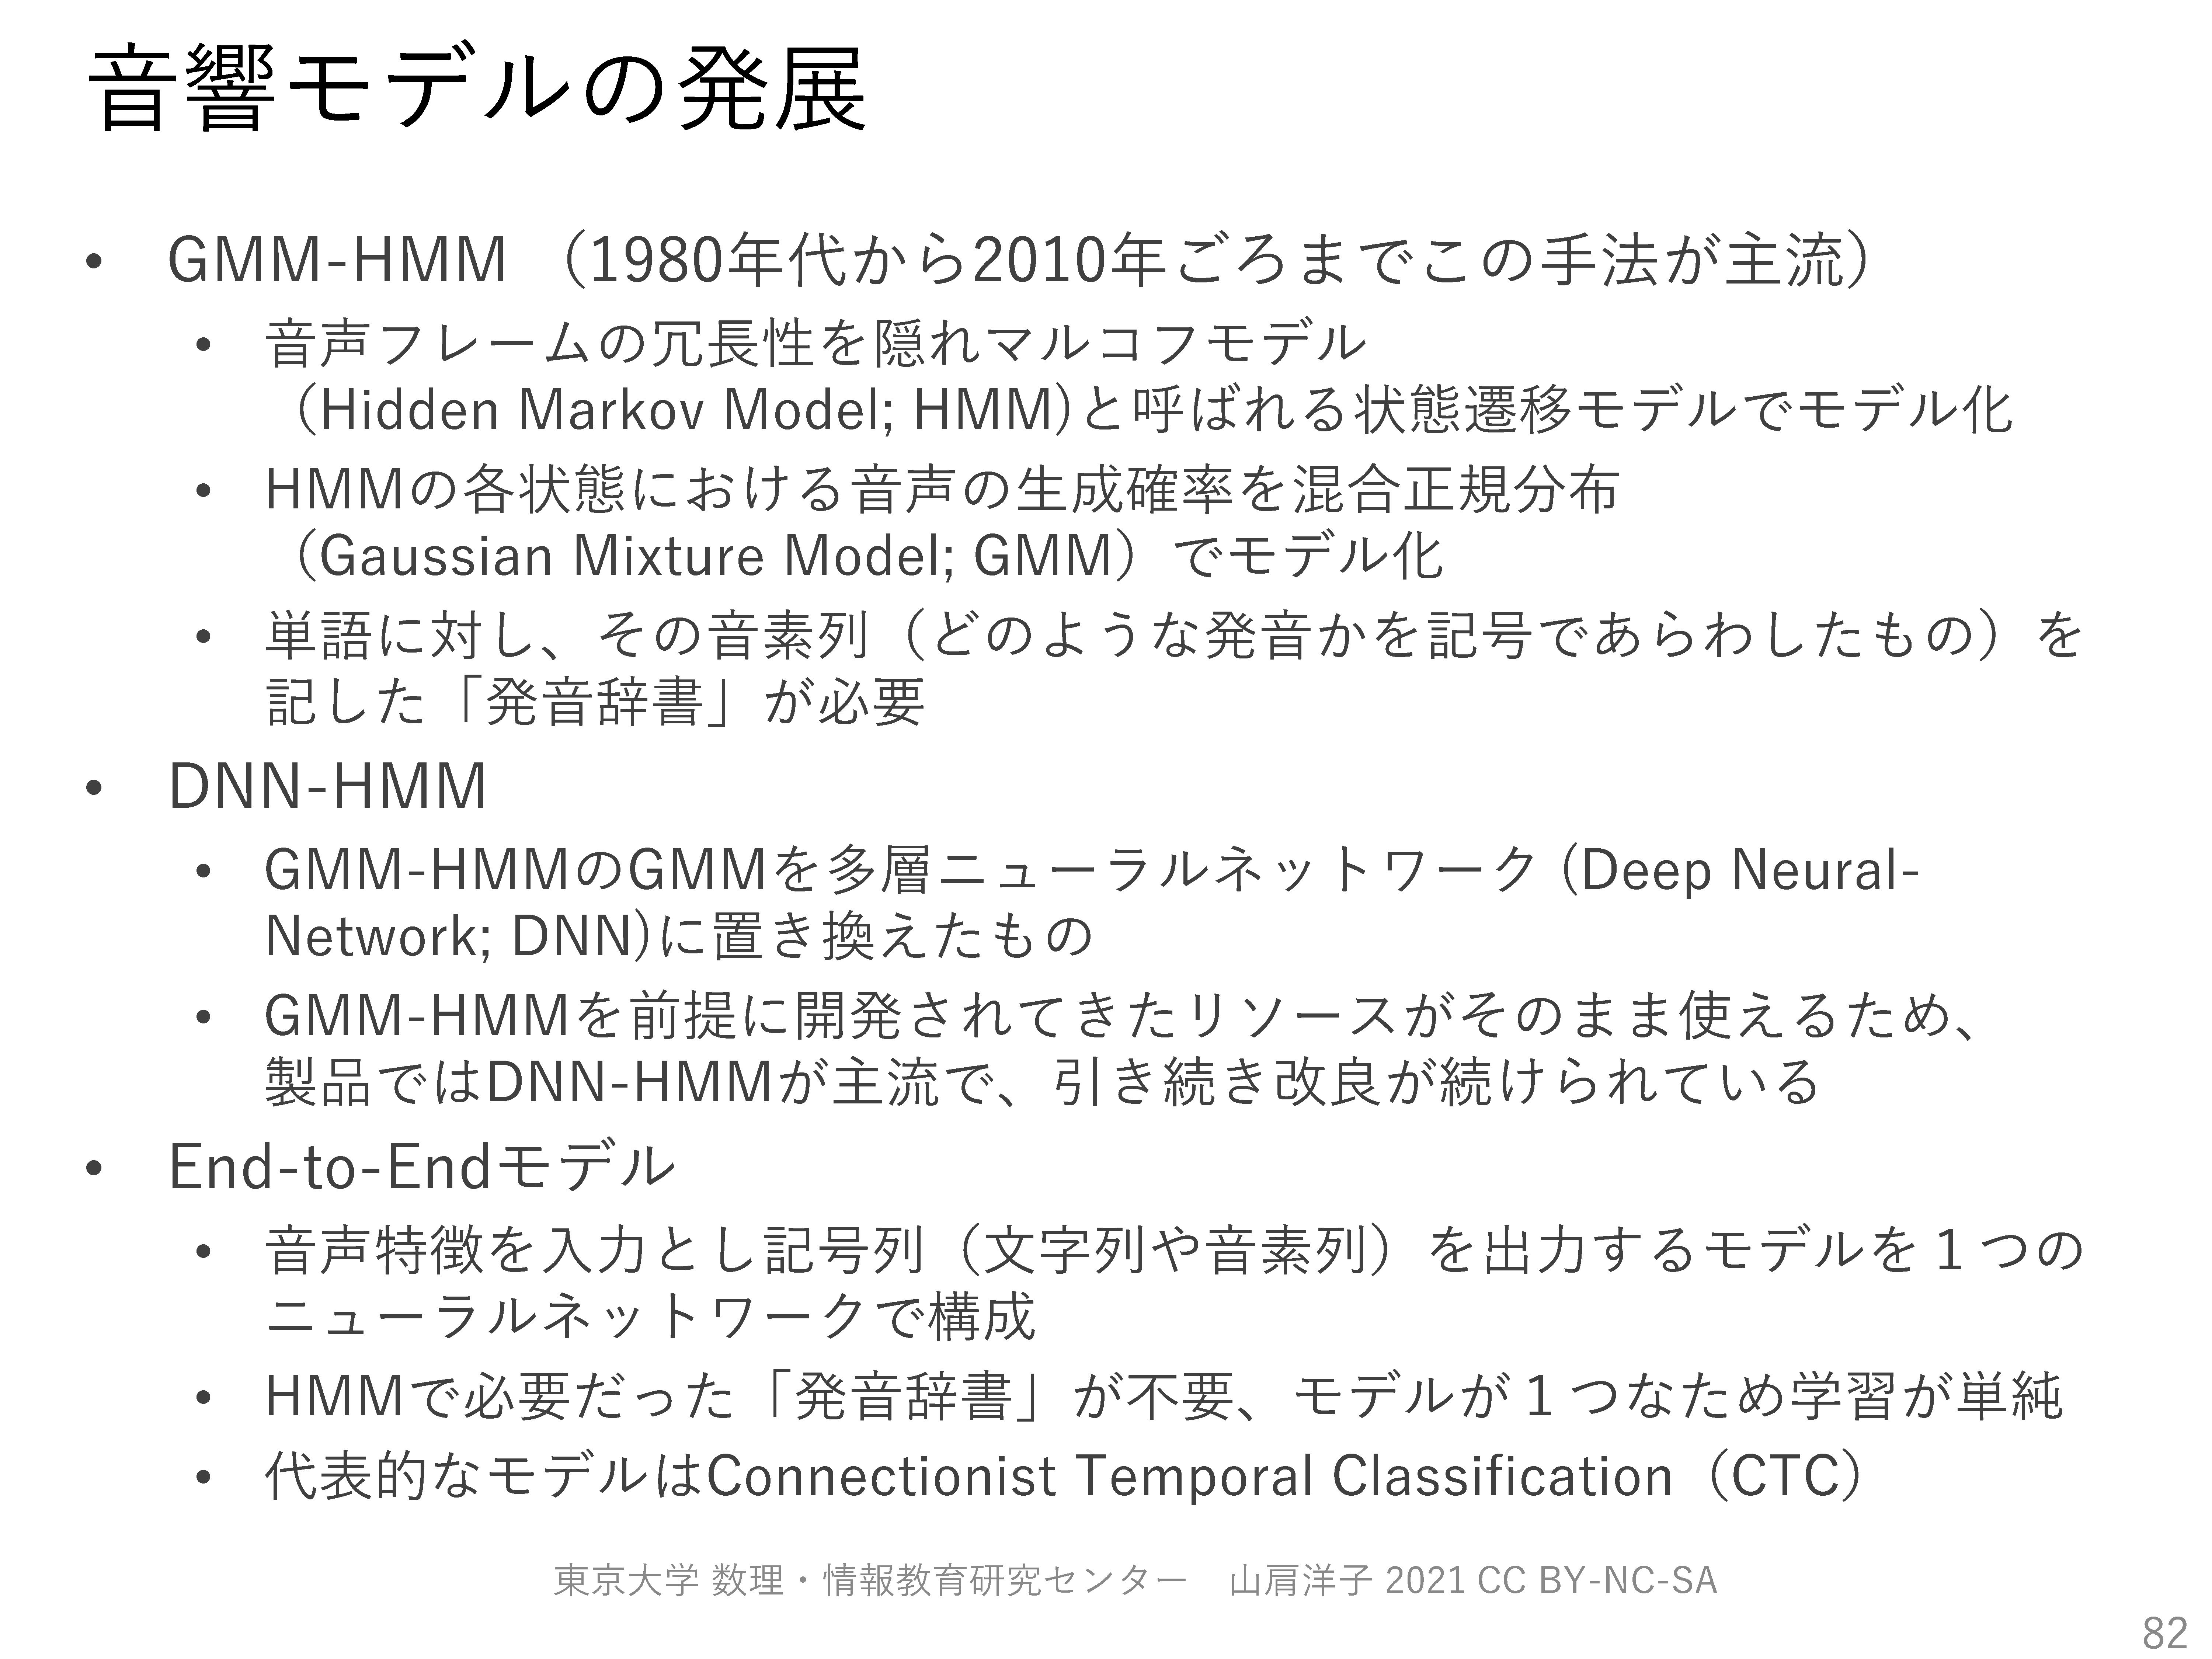 音響モデルの発展
• GMM-HMM （1980年代から2010年ごろまでこの手法が主流）
• 音声フレームの冗長性を隠れマルコフモデル
（Hidden Markov Model; HMM)と呼ばれる状態遷移モデルでモデル化
• HMMの各状態における音声の生成確率を混合正規分布
（Gaussian Mixture Model; GMM）でモデル化
• 単語に対し、その音素列（どのような発音かを記号であらわしたもの）を
記した「発音辞書」が必要
• DNN-HMM
• GMM-HMMのGMMを多層ニューラルネットワーク (Deep Neural-
Network; DNN)に置き換えたもの
• GMM-HMMを前提に開発されてきたリソースがそのまま使えるため、
製品ではDNN-HMMが主流で、引き続き改良が続けられている
• End-to-Endモデル
• 音声特徴を入力とし記号列（文字列や音素列）を出力するモデルを１つの
ニューラルネットワークで構成
• HMMで必要だった「発音辞書」が不要、モデルが１つなため学習が単純
• 代表的なモデルはConnectionist Temporal Classification（CTC）
東京大学 数理・情報教育研究センター　山肩洋子 2021 CC BY-NC-SA
82